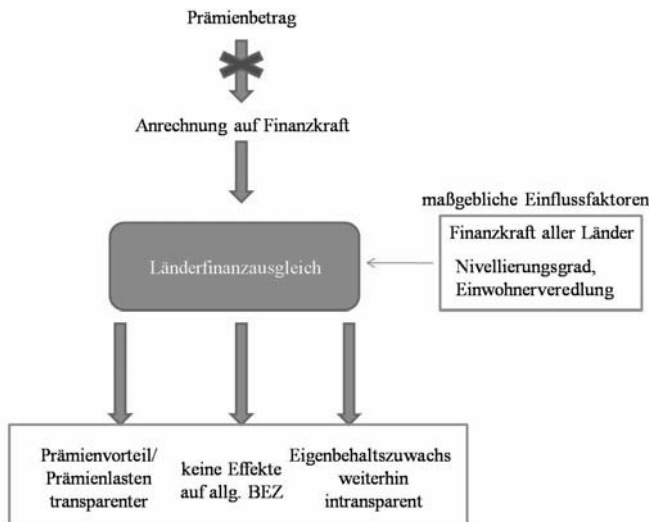 Prämienbetrag
Anrechnung auf Finanzkraft
maßgebliche Einflussfaktoren
Finanzkraft aller Länder
Nivellierungsgrad,
Einwohnerveredlung
Länderfinanzausgleich
Prämienvorteil/
Prämienlasten
transparenter
keine Effekte
auf allg. BEZ
Eigenbehaltszuwachs
weiterhin
intransparent